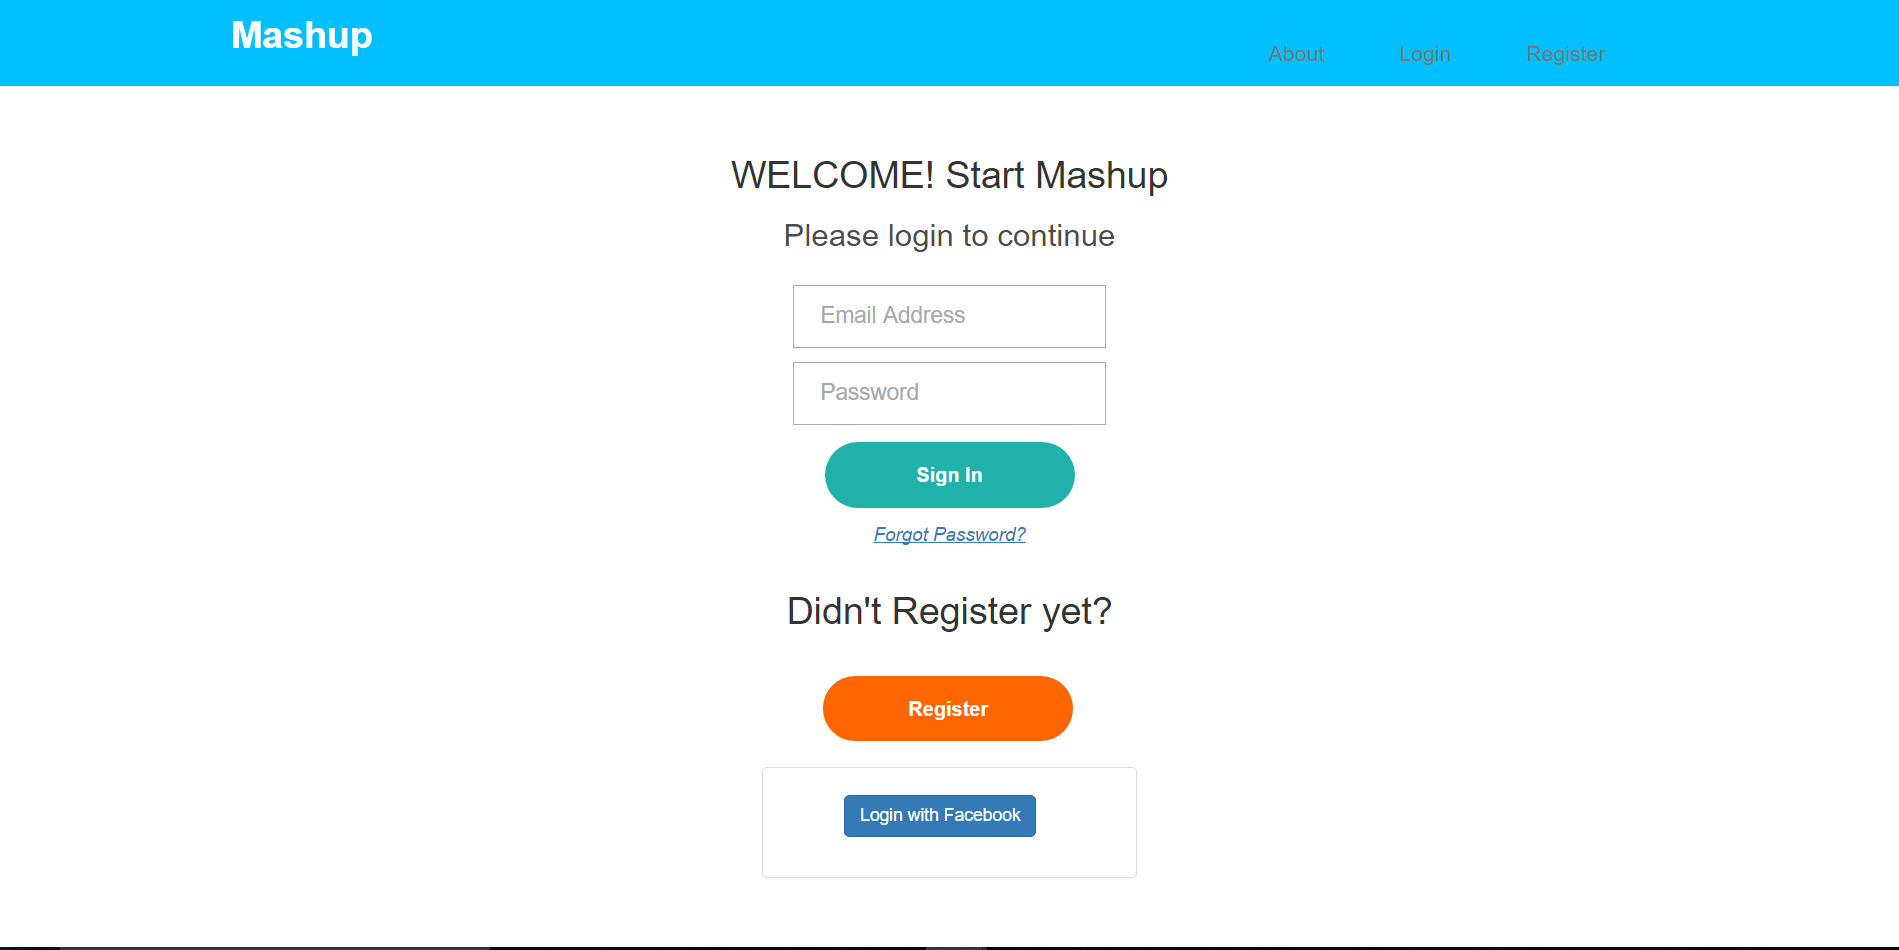 Mashup
About Login Register
WELCOME! Start Mashup
Please login to continue
Email Address
Password
Sign In
Forgot Password?
Didn't Register yet?
Register
Login with Facebook